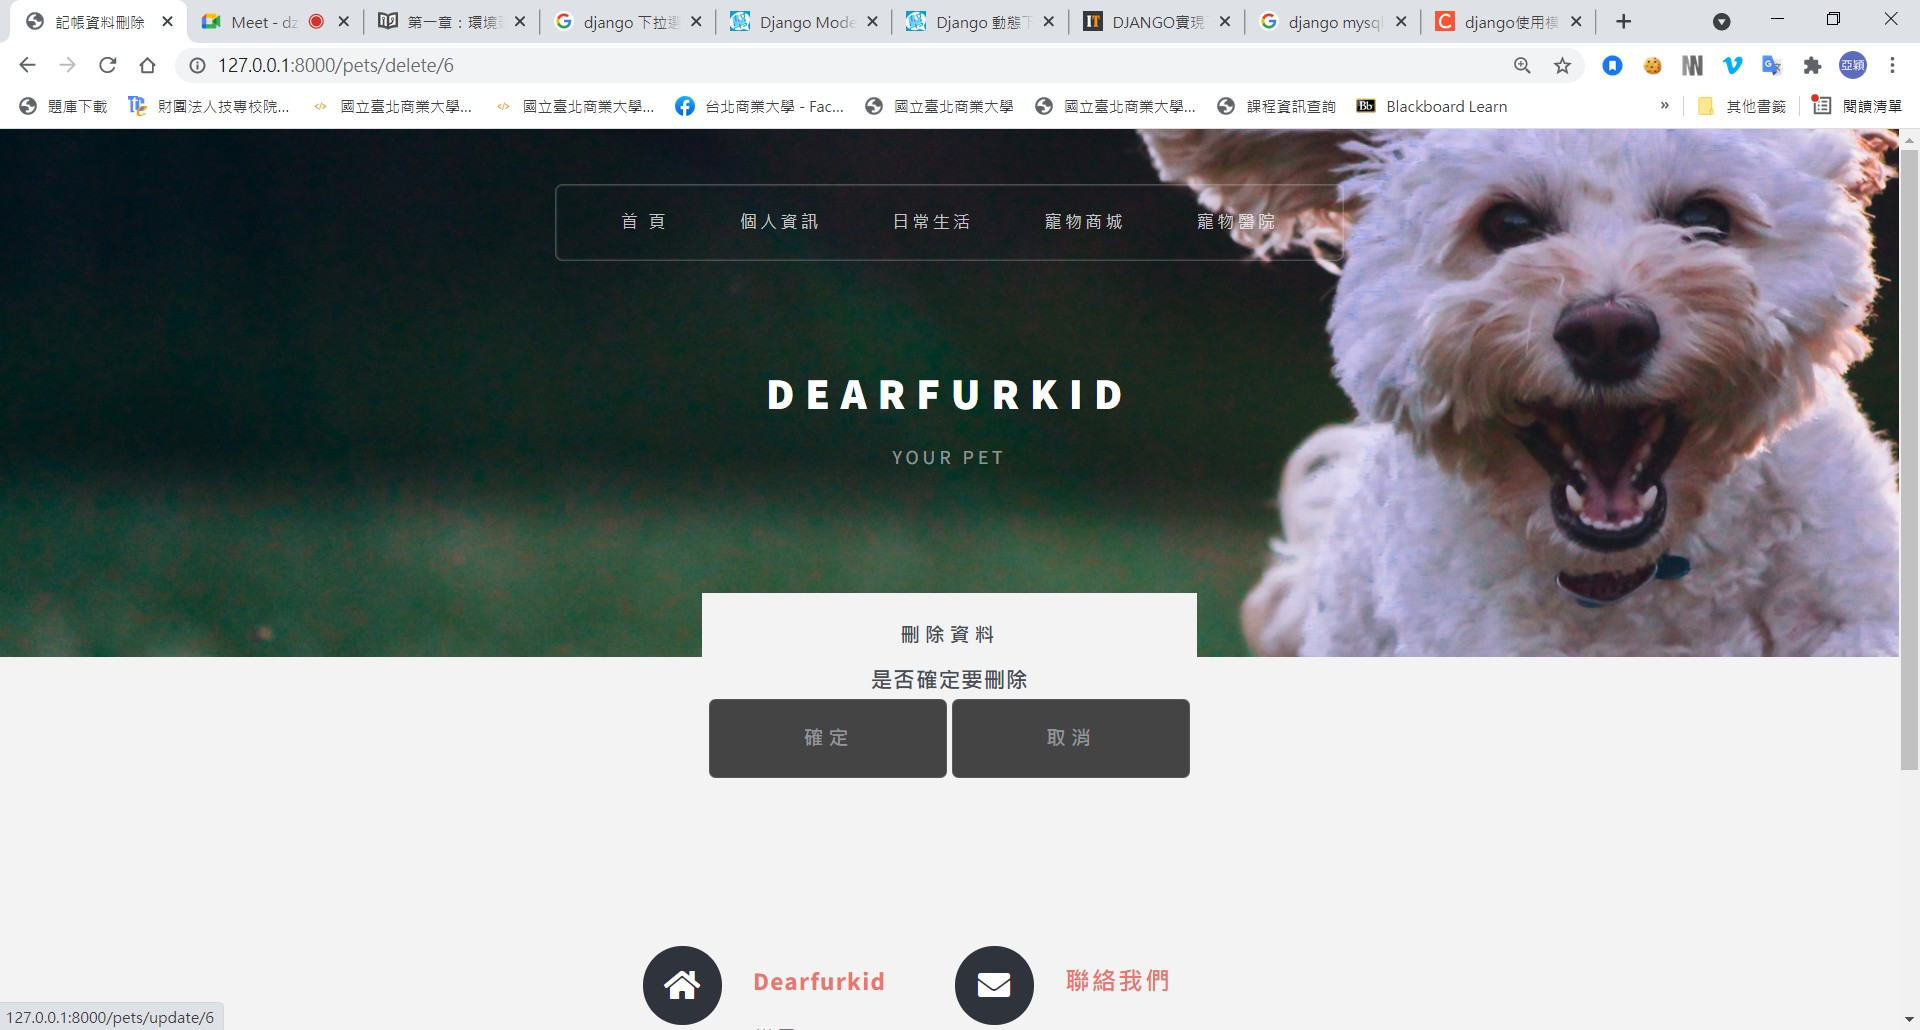 記帳資料刪除
Meet - dz
第一章：環境
django 下拉
Django Mode
Django 動態下
DJANGO實現
django mysql
django使用模
127.0.0.1:8000/pets/delete/6
亞穎
題庫下載
財團法人技專校院...
國立臺北商業大學...
國立臺北商業大學...
台北商業大學 - Fac...
國立臺北商業大學
國立臺北商業大學...
課程資訊查詢
Bb Blackboard Learn
»
其他書籤
閱讀清單
首 頁
個人資訊
日常生活
寵物商城
寵物醫院
DEARFURKID
YOUR PET
刪除資料
是否確定要刪除
確定
取消
Dearfurkid
聯絡我們
127.0.0.1:8000/pets/update/6